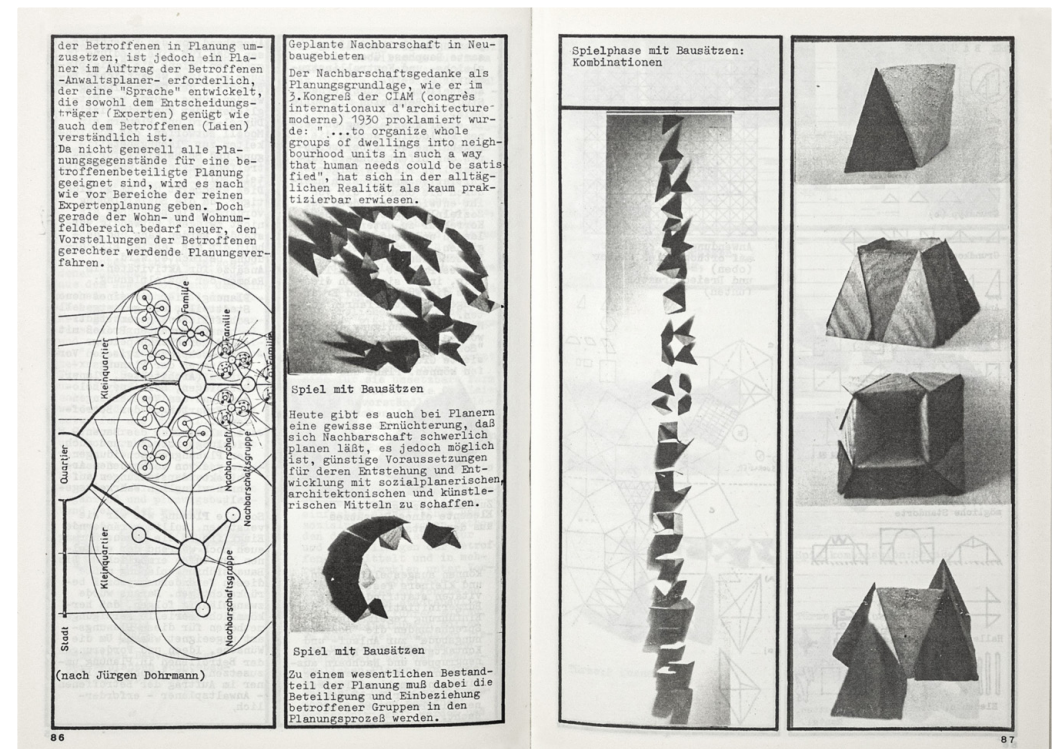 der Betroffenen in Planung um-
zusetzen, ist jedoch ein Pla-
ner im Auftrag der Betroffenen
-Anwaltsplaner- erforderlich,
der eine "Sprache" entwickelt,
die sowohl dem Entscheidungs-
träger (Experten) genügt wie
auch dem Betroffenen (Laien)
verständlich ist.
Da nicht generell alle Pla-
nungsgegenstände für eine be-
troffenenbeteiligte Planung
geeignet sind, wird es nach
wie vor Bereiche der reinen
Expertenplanung geben. Doch
gerade der Wohn- und Wohnum-
feldbereich bedarf neuer, den
Vorstellungen der Betroffenen
gerechter werdende Planungsver-
fahren.
Stadt
Quartier
Kleinquartier
Kleinquartier
Familie
Familie
Familie
Nachbarschaft
Nachbarschaftsgruppe
Nachbarschaftsgruppe
(nach Jürgen Dohrmann)
86
Geplante Nachbarschaft in Neu-
baugebieten
Der Nachbarschaftsgedanke als
Planungsgrundlage, wie er im
3.Kongreß der CIAM (congrès
internationaux d'architecture
moderne) 1930 proklamiert wur-
de: "...to organize whole
groups of dwellings into neigh-
bourhood units in such a way
that human needs could be satis-
fied", hat sich in der alltäg-
lichen Realität als kaum prak-
tizierbar erwiesen.
Spiel mit Bausätzen
Heute gibt es auch bei Planern
eine gewisse Ernüchterung, daß
sich Nachbarschaft schwerlich
planen läßt, es jedoch möglich
ist, günstige Voraussetzungen
für deren Entstehung und Ent-
wicklung mit sozialplanerischen,
architektonischen und künstle-
rischen Mitteln zu schaffen.
Spiel mit Bausätzen
Zu einem wesentlichen Bestand-
teil der Planung muß dabei die
Beteiligung und Einbeziehung
betroffener Gruppen in den
Planungsprozeß werden.
Spielphase mit Bausätzen:
Kombinationen
87